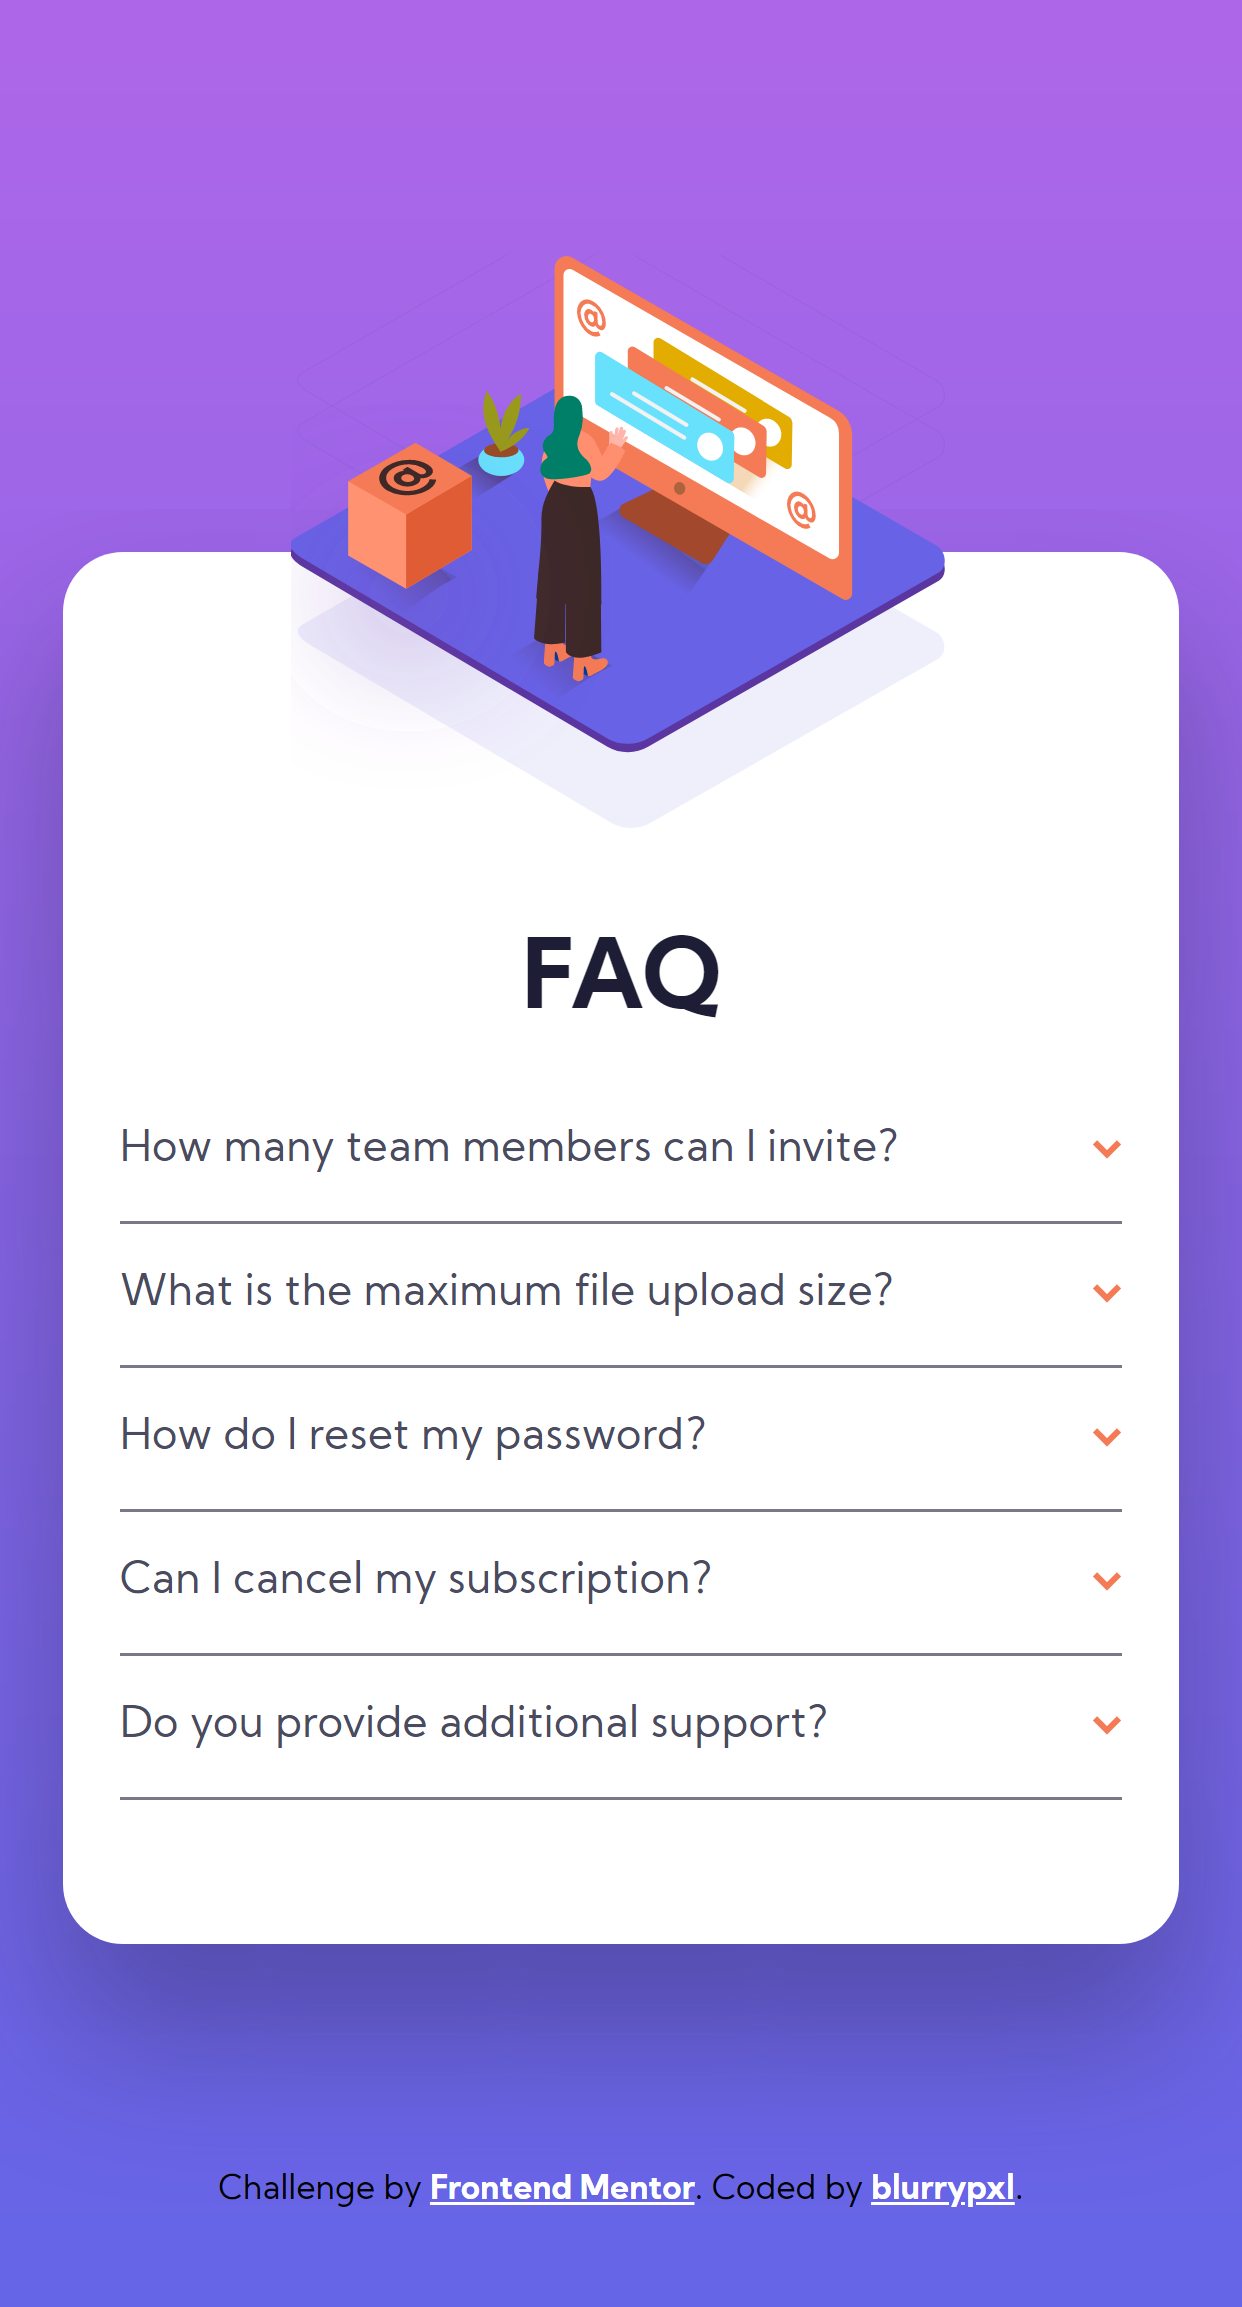 @
@
@
FAQ
How many team members can I invite?
What is the maximum file upload size?
How do I reset my password?
Can I cancel my subscription?
Do you provide additional support?
Challenge by Frontend Mentor. Coded by blurrypxl.